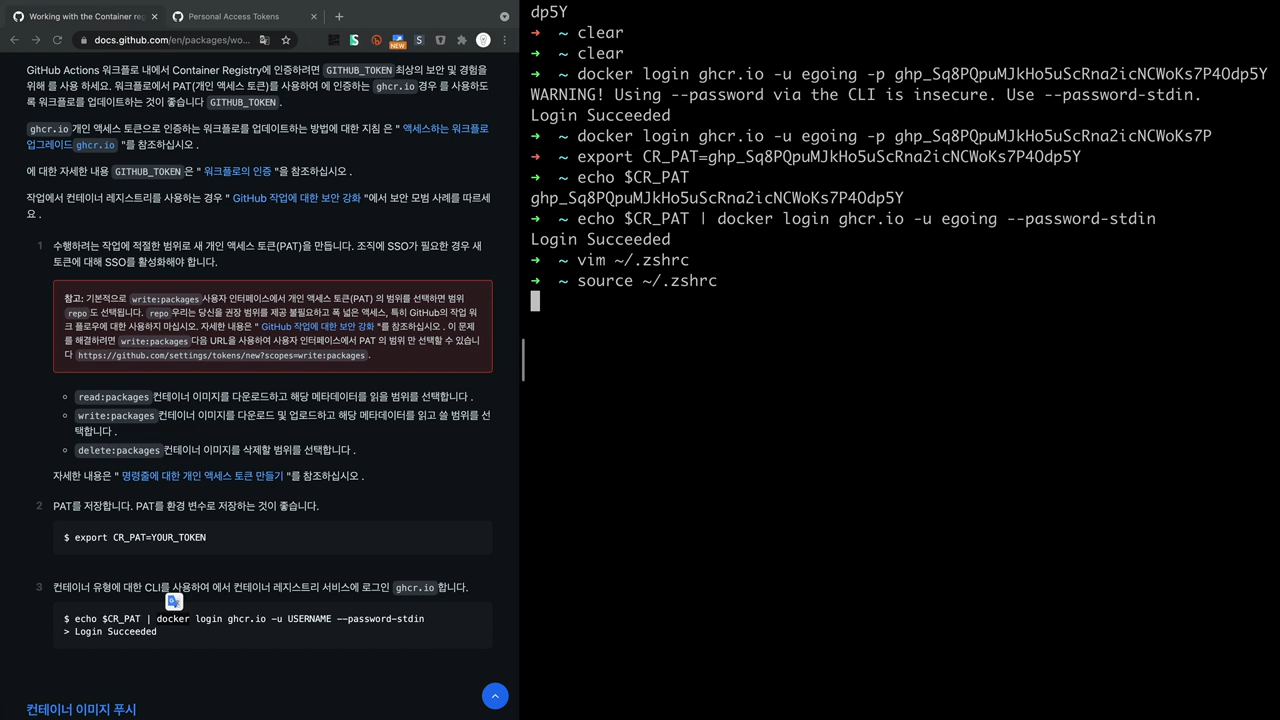 Working with the Container reg
Personal Access Tokens
docs.github.com/en/packages/wo...
NEW
GitHub Actions 워크플로 내에서 Container Registry에 인증하려면 GITHUB_TOKEN 최상의 보안 및 경험을
위해 를 사용 하세요. 워크플로에서 PAT(개인 액세스 토큰)를 사용하여 에 인증하는 ghcr.io 경우 를 사용하도
록 워크플로를 업데이트하는 것이 좋습니다 GITHUB_TOKEN .
ghcr.io 개인 액세스 토큰으로 인증하는 워크플로를 업데이트하는 방법에 대한 지침 은 " 액세스하는 워크플로
업그레이드 ghcr.io "를 참조하십시오 .
에 대한 자세한 내용 GITHUB_TOKEN 은 " 워크플로의 인증 "을 참조하십시오 .
작업에서 컨테이너 레지스트리를 사용하는 경우 " GitHub 작업에 대한 보안 강화 "에서 보안 모범 사례를 따르세
요 .
1 수행하려는 작업에 적절한 범위로 새 개인 액세스 토큰(PAT)을 만듭니다. 조직에 SSO가 필요한 경우 새
토큰에 대해 SSO를 활성화해야 합니다.
참고: 기본적으로 write:packages 사용자 인터페이스에서 개인 액세스 토큰(PAT) 의 범위를 선택하면 범위
repo 도 선택됩니다. repo 우리는 당신을 권장 범위를 제공 불필요하고 폭 넓은 액세스, 특히 GitHub의 작업 워
크 플로우에 대한 사용하지 마십시오. 자세한 내용은 " GitHub 작업에 대한 보안 강화 "를 참조하십시오 . 이 문제
를 해결하려면 write:packages 다음 URL을 사용하여 사용자 인터페이스에서 PAT 의 범위 만 선택할 수 있습니
다 https://github.com/settings/tokens/new?scopes=write:packages .
read:packages 컨테이너 이미지를 다운로드하고 해당 메타데이터를 읽을 범위를 선택합니다 .
write:packages 컨테이너 이미지를 다운로드 및 업로드하고 해당 메타데이터를 읽고 쓸 범위를 선
택합니다 .
delete:packages 컨테이너 이미지를 삭제할 범위를 선택합니다 .
자세한 내용은 " 명령줄에 대한 개인 액세스 토큰 만들기 "를 참조하십시오 .
2 PAT를 저장합니다. PAT를 환경 변수로 저장하는 것이 좋습니다.
$ export CR_PAT=YOUR_TOKEN
3 컨테이너 유형에 대한 CLI를 사용하여 에서 컨테이너 레지스트리 서비스에 로그인 ghcr.io 합니다.
$ echo $CR_PAT | docker login ghcr.io -u USERNAME --password-stdin
> Login Succeeded
컨테이너 이미지 푸시
dp5Y
➜ ~ clear
➜ ~ clear
➜ ~ docker login ghcr.io -u egoing -p 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
WARNING! Using --password via the CLI is insecure. Use --password-stdin.
Login Succeeded
➜ ~ docker login ghcr.io -u egoing -p ghp_Sq8PQpuMJkHo5uScRna2icNCWoKs7P
➜ ~ export CR_PAT=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
➜ ~ echo $CR_PAT
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
➜ ~ echo $CR_PAT | docker login ghcr.io -u egoing --password-stdin
Login Succeeded
➜ ~ vim ~/.zshrc
➜ ~ source ~/.zshrc